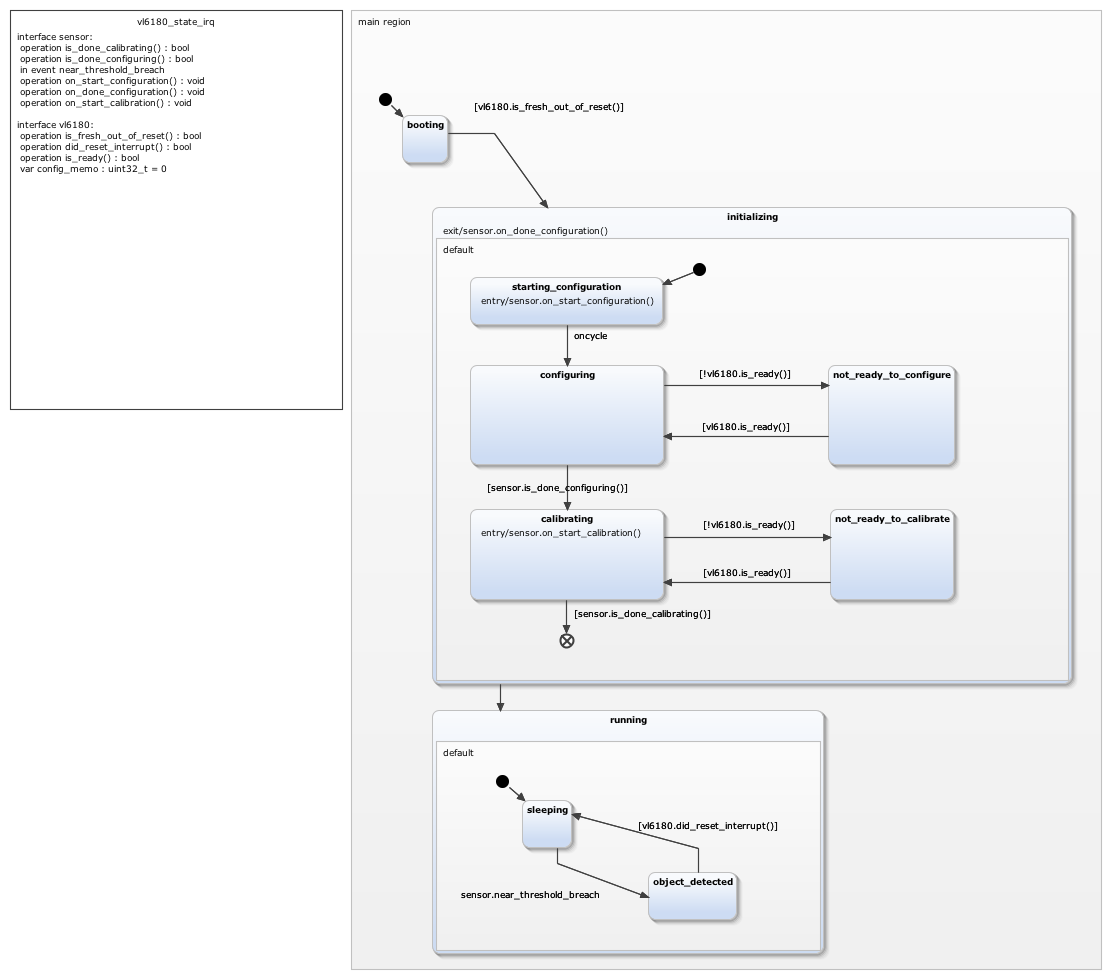 vl6180_state_irq
interface sensor:
operation is_done_calibrating() : bool
operation is_done_configuring() : bool
in event near_threshold_breach
operation on_start_configuration() : void
operation on_done_configuration() : void
operation on_start_calibration() : void
interface vl6180:
operation is_fresh_out_of_reset() : bool
operation did_reset_interrupt() : bool
operation is_ready() : bool
var config_memo : uint32_t = 0
main region
[vl6180.is_fresh_out_of_reset()]
booting
initializing
exit/sensor.on_done_configuration()
default
starting_configuration
entry/sensor.on_start_configuration()
oncycle
configuring
[!vl6180.is_ready()]
not_ready_to_configure
[vl6180.is_ready()]
[sensor.is_done_configuring()]
calibrating
entry/sensor.on_start_calibration()
[!vl6180.is_ready()]
not_ready_to_calibrate
[vl6180.is_ready()]
[sensor.is_done_calibrating()]
running
default
sleeping
[vl6180.did_reset_interrupt()]
object_detected
sensor.near_threshold_breach